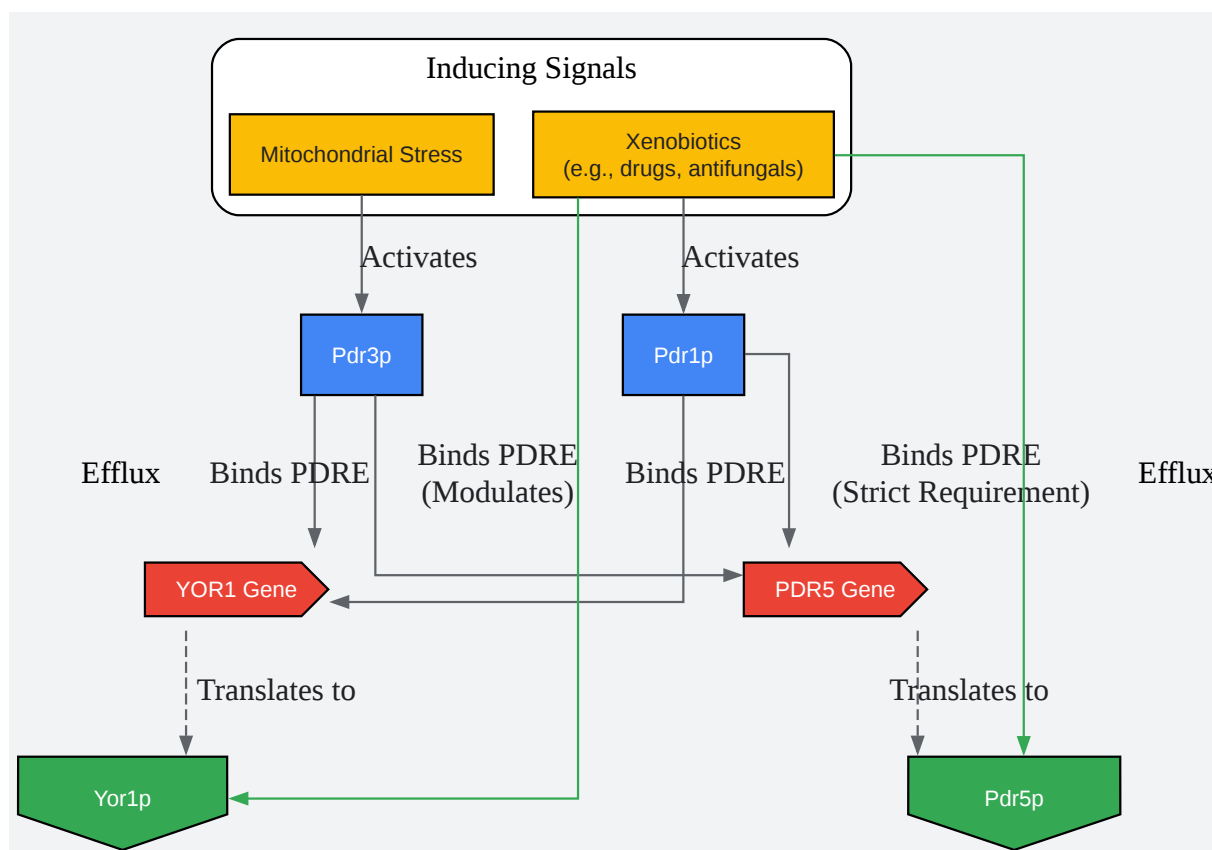 Inducing Signals
Mitochondrial Stress
Xenobiotics
(e.g., drugs, antifungals)
Activates
Activates
Pdr3p
Pdr1p
Efflux
Binds PDRE
Binds PDRE
(Modulates)
Binds PDRE
Binds PDRE
(Strict Requirement)
Efflux
YOR1 Gene
PDR5 Gene
Translates to
Translates to
Yor1p
Pdr5p